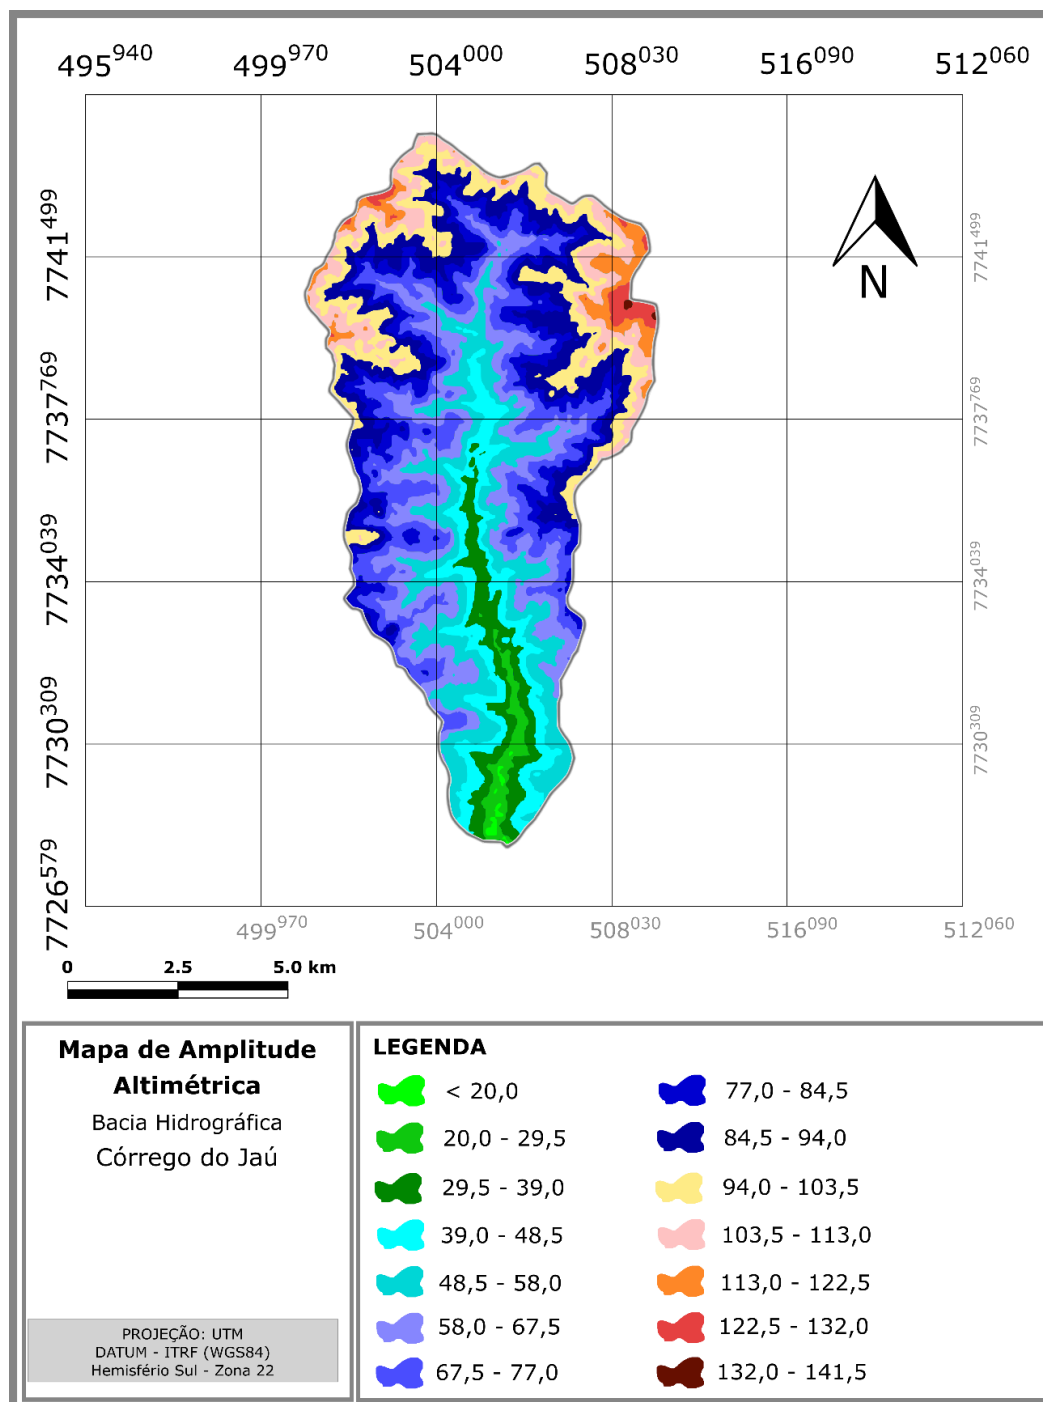 495940 499970 504000 508030 516090 512060
7741499
7737769
7734039
7730309
7726579
7741499
7737769
7734039
7730309
N
499970 504000 508030 516090 512060
0 2.5 5.0 km
Mapa de Amplitude
Altimétrica
Bacia Hidrográfica
Córrego do Jaú
PROJEÇÃO: UTM
DATUM - ITRF (WGS84)
Hemisfério Sul - Zona 22
LEGENDA
< 20,0
20,0 - 29,5
29,5 - 39,0
39,0 - 48,5
48,5 - 58,0
58,0 - 67,5
67,5 - 77,0
77,0 - 84,5
84,5 - 94,0
94,0 - 103,5
103,5 - 113,0
113,0 - 122,5
122,5 - 132,0
132,0 - 141,5